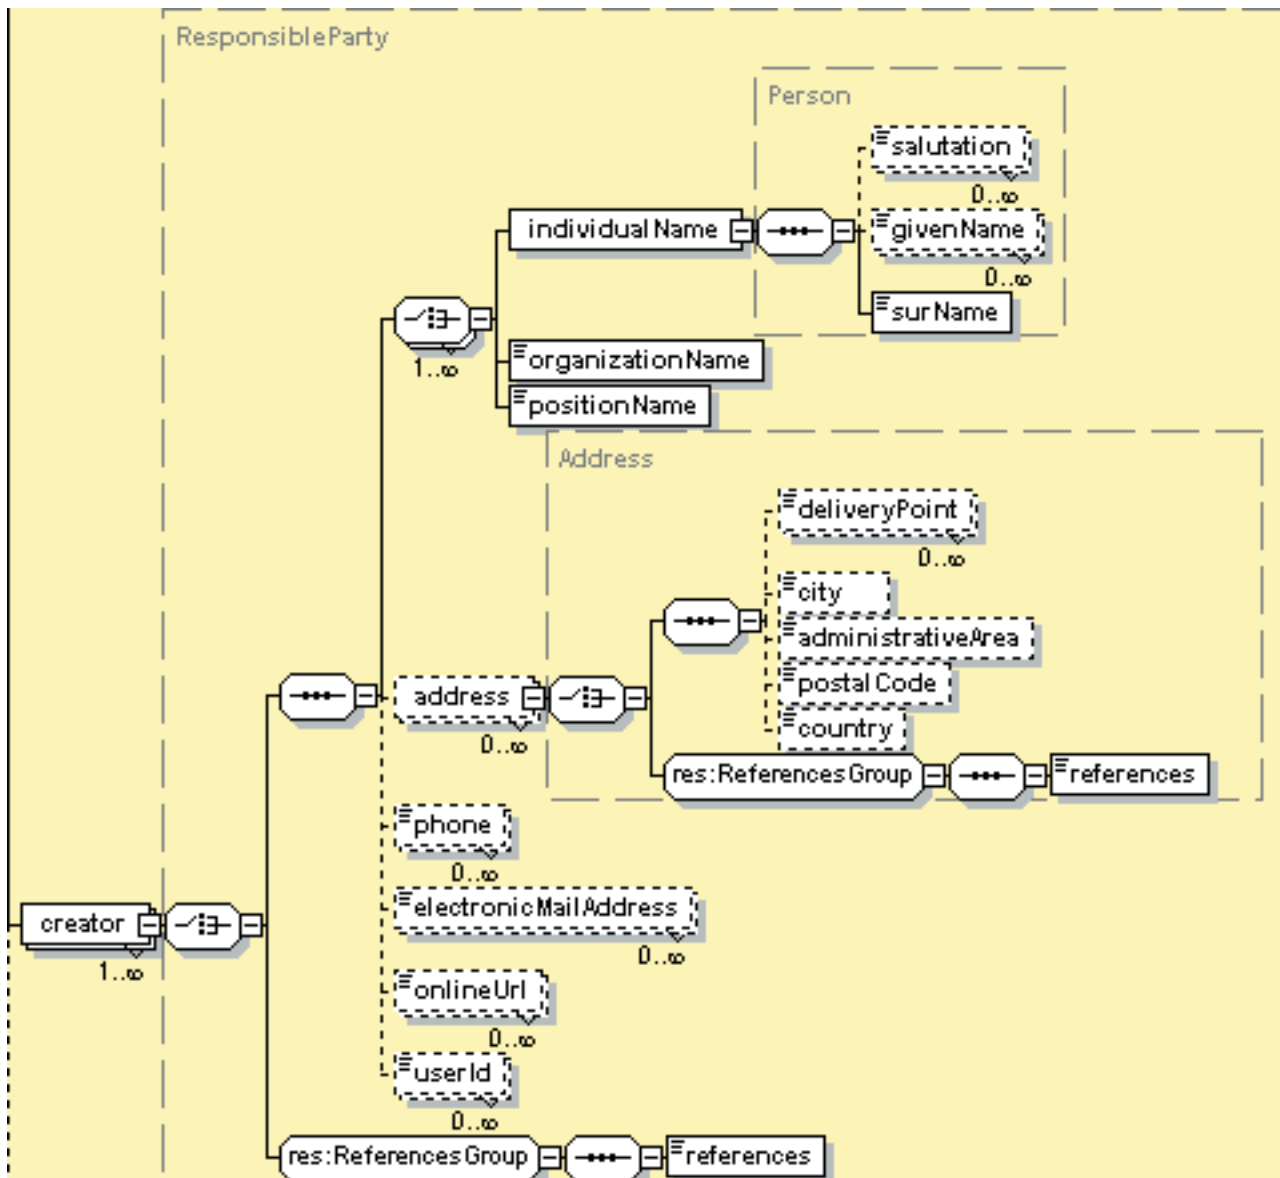 ResponsibleParty
Person
salutation
0..∞
givenName
0..∞
surName
individualName
1..∞
organizationName
positionName
Address
deliveryPoint
0..∞
city
administrativeArea
postalCode
country
address
0..∞
res:ReferencesGroup
references
phone
0..∞
electronicMailAddress
0..∞
onlineUrl
0..∞
userId
0..∞
creator
1..∞
res:ReferencesGroup
references